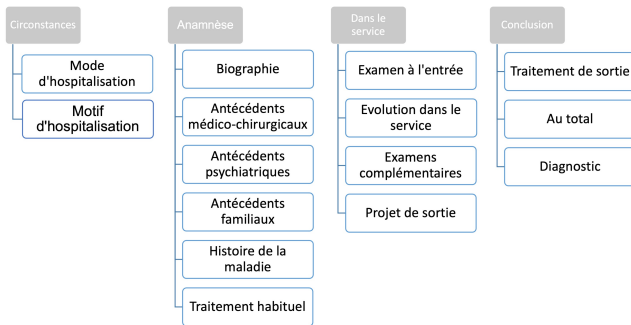 Circonstances
Mode
d'hospitalisation
Motif
d'hospitalisation
Anamnèse
Biographie
Antécédents
médico-chirurgicaux
Antécédents
psychiatriques
Antécédents
familiaux
Histoire de la
maladie
Traitement habituel
Dans le
service
Examen à l'entrée
Evolution dans le
service
Examens
complémentaires
Projet de sortie
Conclusion
Traitement de sortie
Au total
Diagnostic